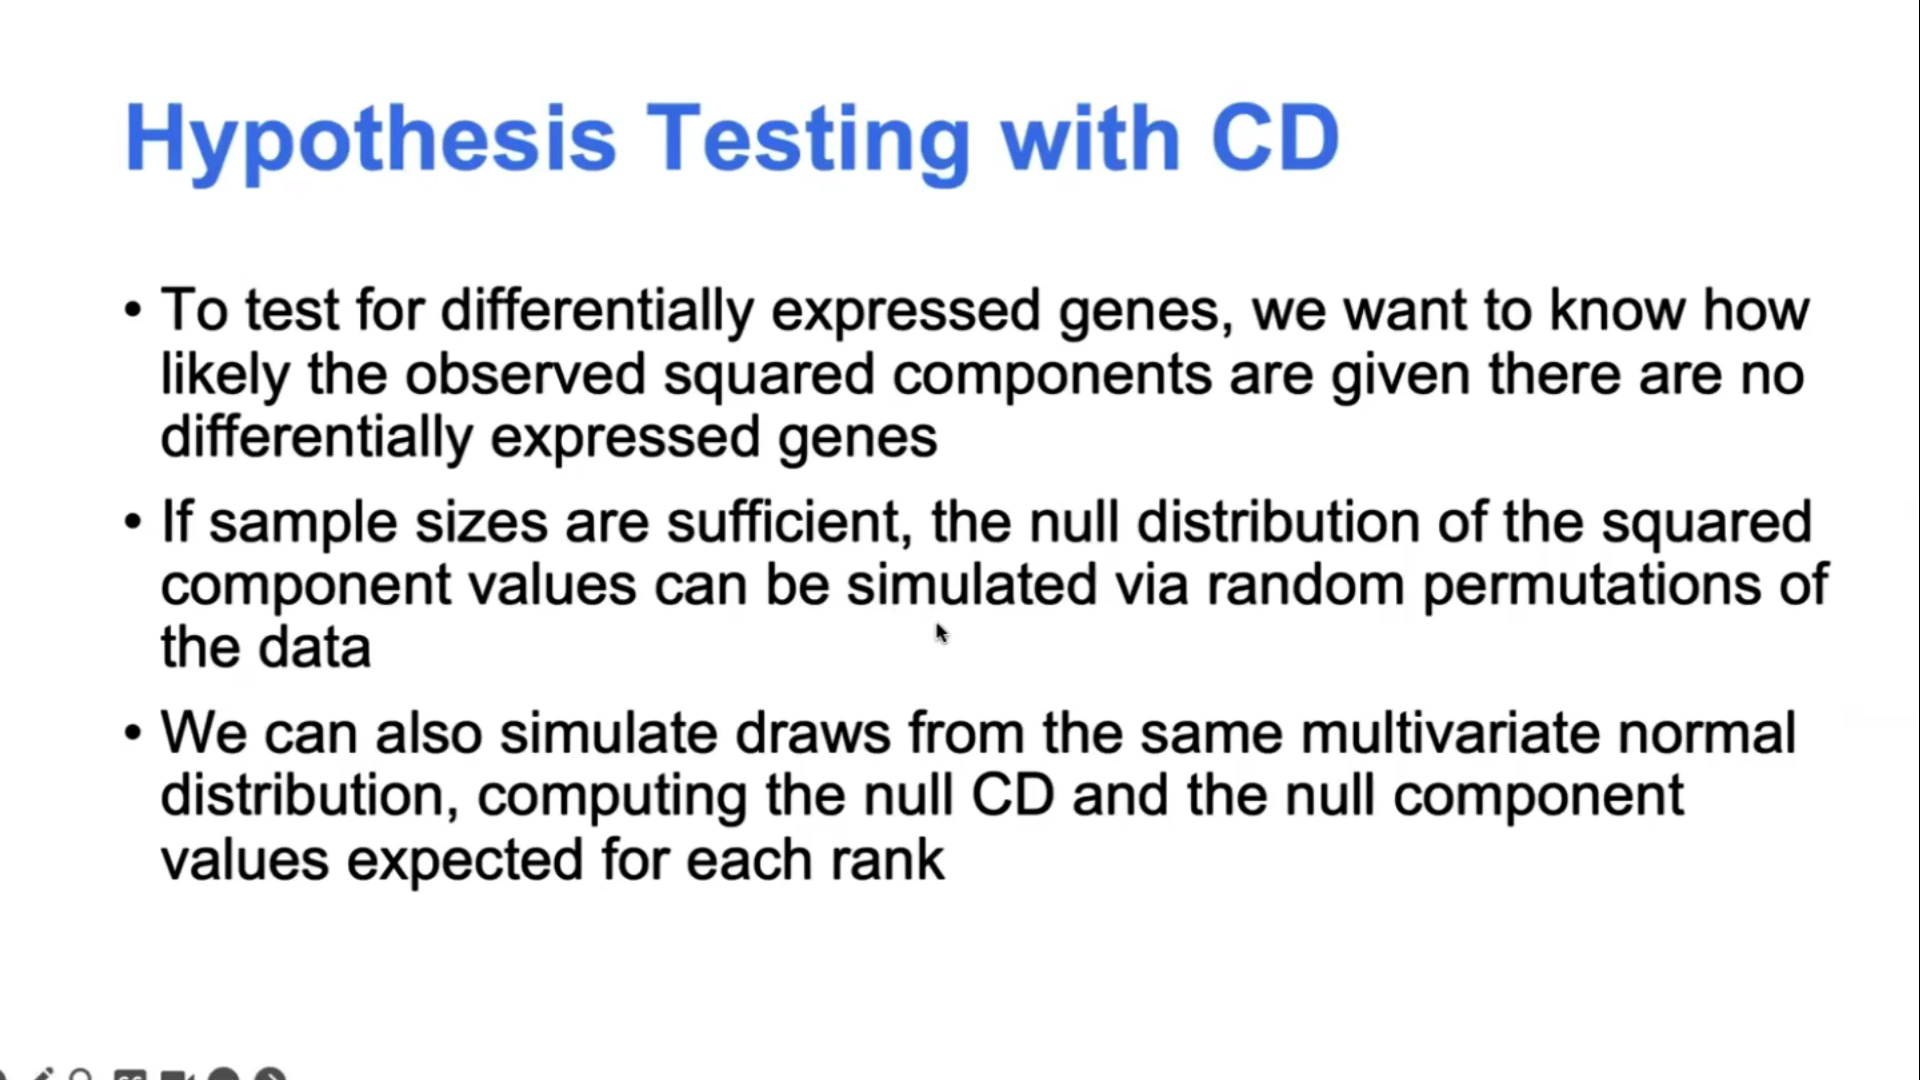 Hypothesis Testing with CD
• To test for differentially expressed genes, we want to know how
likely the observed squared components are given there are no
differentially expressed genes
• If sample sizes are sufficient, the null distribution of the squared
component values can be simulated via random permutations of
the data
• We can also simulate draws from the same multivariate normal
distribution, computing the null CD and the null component
values expected for each rank